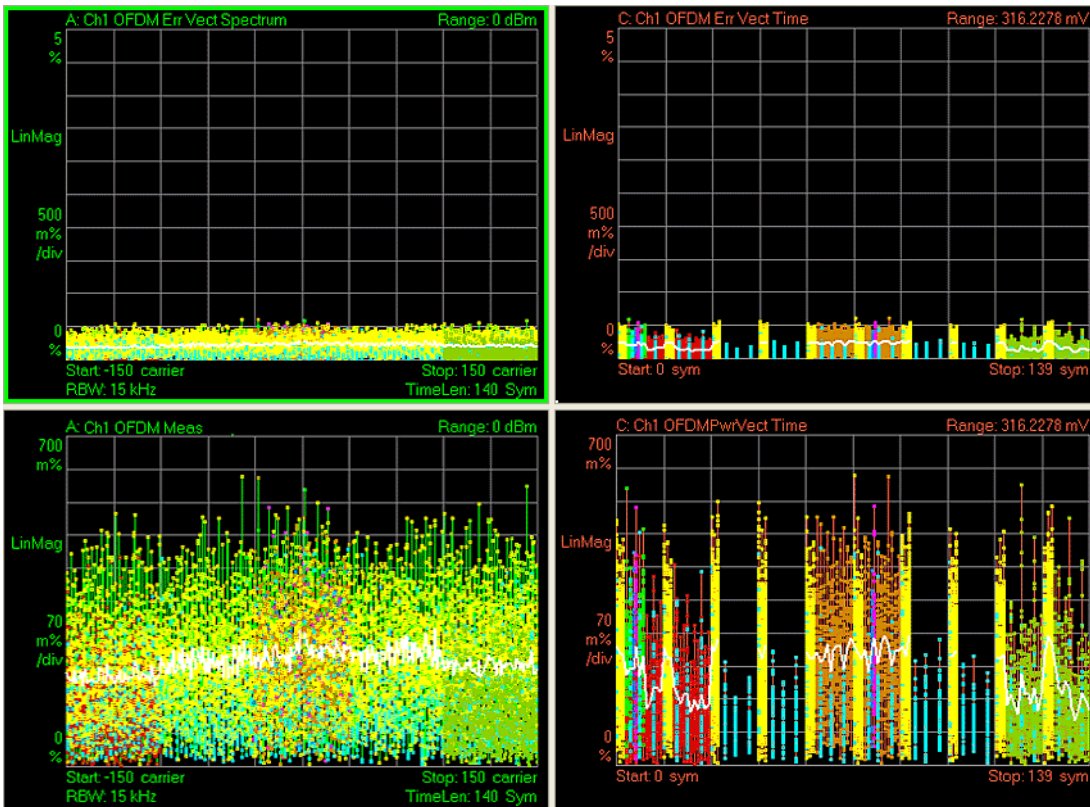 A: Ch1 OFDM Err Vect Spectrum Range: 0 dBm
5
%
LinMag
500
m%
/div
0
%
Start: -150 carrier Stop: 150 carrier
RBW: 15 kHz TimeLen: 140 Sym
C: Ch1 OFDM Err Vect Time Range: 316.2278 mV
5
%
LinMag
500
m%
/div
0
%
Start: 0 sym Stop: 139 sym
A: Ch1 OFDM Meas Range: 0 dBm
700
m%
LinMag
70
m%
/div
0
%
Start: -150 carrier Stop: 150 carrier
RBW: 15 kHz TimeLen: 140 Sym
C: Ch1 OFDMPwrVect Time Range: 316.2278 mV
700
m%
LinMag
70
m%
/div
0
%
Start: 0 sym Stop: 139 sym